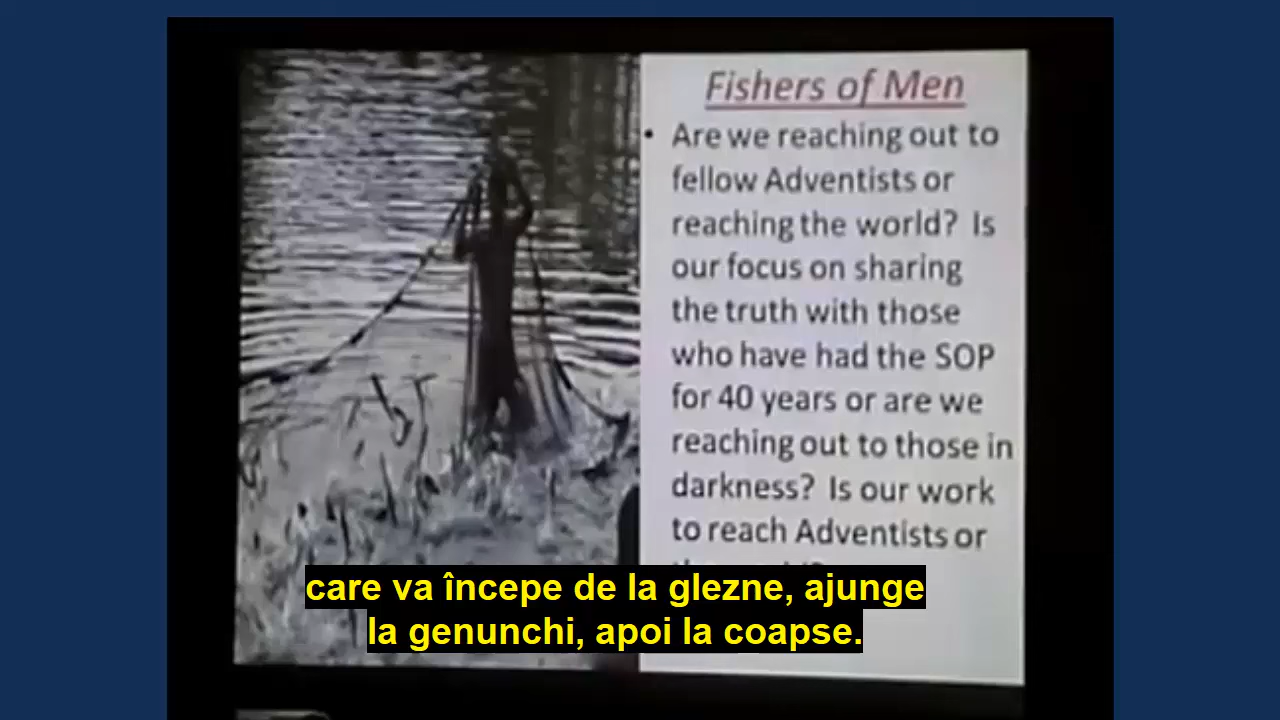 Fishers of Men
• Are we reaching out to
fellow Adventists or
reaching the world? Is
our focus on sharing
the truth with those
who have had the SOP
for 40 years or are we
reaching out to those in
darkness? Is our work
to reach Adventists or
care va începe de la glezne, ajunge
la genunchi, apoi la coapse.